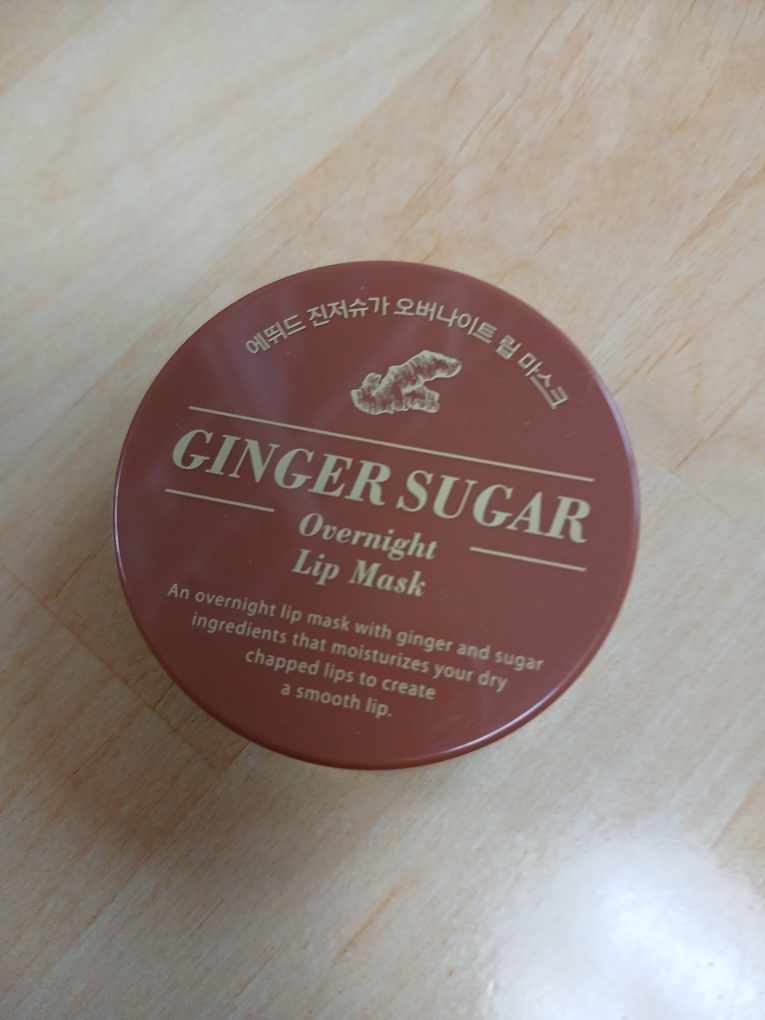 에뛰드 진저슈가 오버나이트 립 마스크
GINGER SUGAR
Overnight
Lip Mask
An overnight lip mask with ginger and sugar
ingredients that moisturizes your dry
chapped lips to create
a smooth lip.